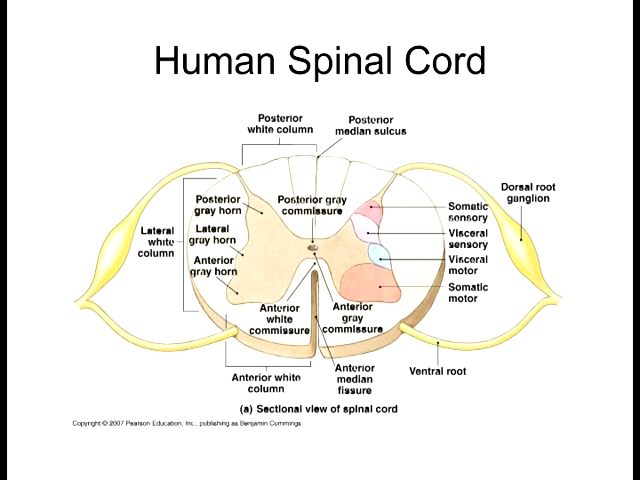 Human Spinal Cord
Posterior
white column
Posterior
median sulcus
Posterior
gray horn
Posterior gray
commissure
Dorsal root
ganglion
Somatic
sensory
Lateral
white
column
Lateral
gray horn
Visceral
sensory
Anterior
gray horn
Visceral
motor
Somatic
motor
Anterior
white
commissure
Anterior
gray
commissure
Anterior white
column
Anterior
median
fissure
Ventral root
(a) Sectional view of spinal cord
Copyright © 2007 Pearson Education, Inc., publishing as Benjamin Cummings